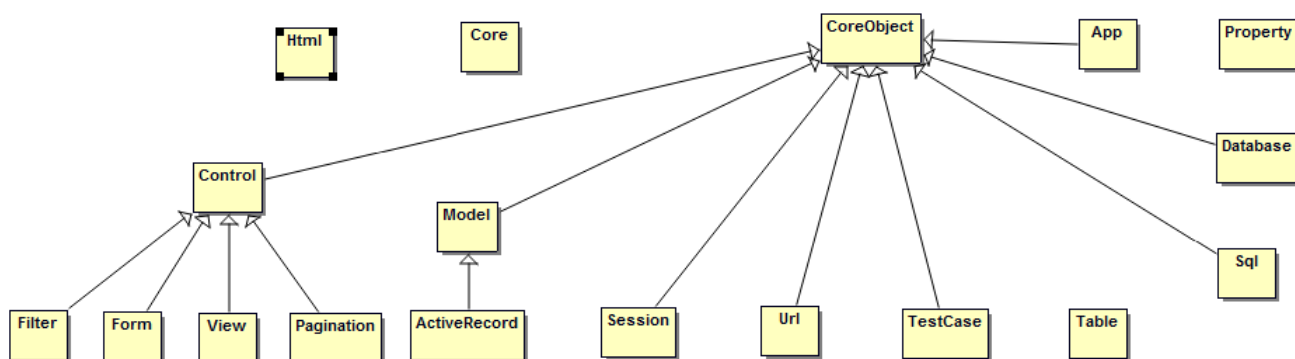 Html
Core
CoreObject
App
Property
Control
Model
Database
Sql
Filter
Form
View
Pagination
ActiveRecord
Session
Url
TestCase
Table